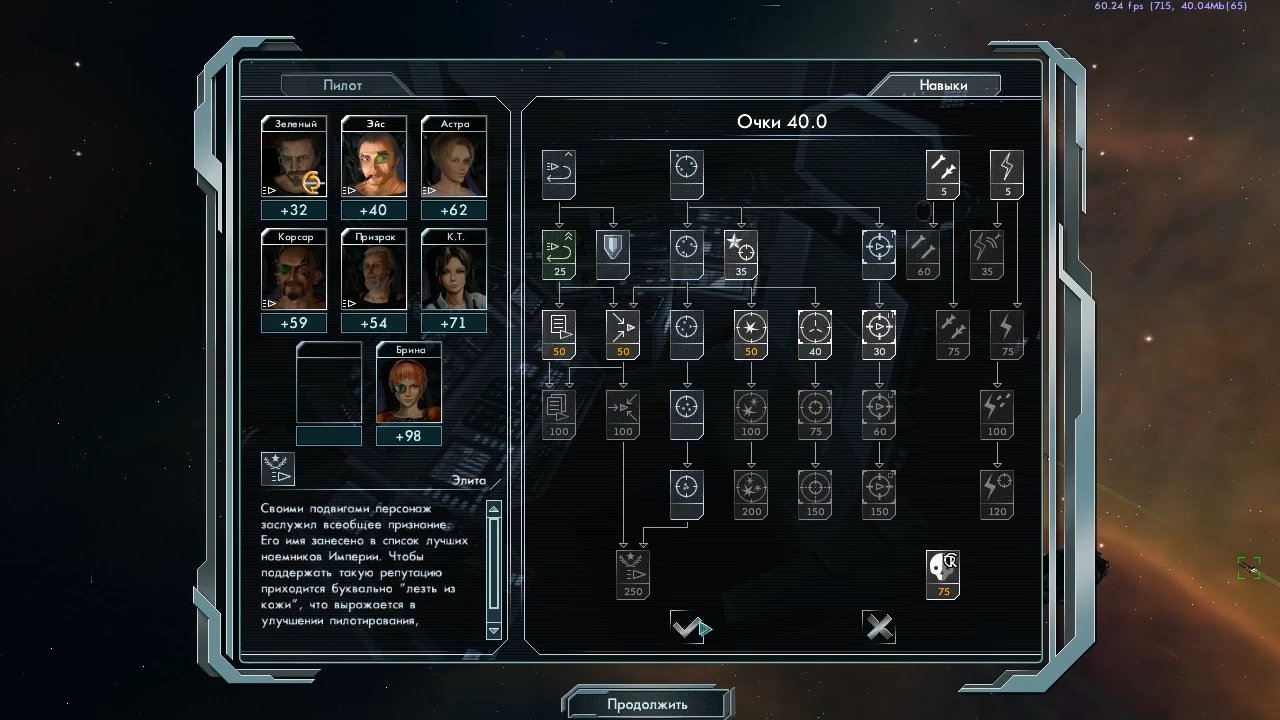 60.24 fps (715, 40.04Mb(65)
Пилот
Навыки
Очки 40.0
Зеленый Эйс Астра
+32 +40 +62
Корсар Призрак К.Т.
+59 +54 +71
Брина
+98
Элита
Своими подвигами персонаж
заслужил всеобщее признание.
Его имя занесено в список лучших
наемников Империи. Чтобы
поддержать такую репутацию
приходится буквально "лезть из
кожи", что выражается в
улучшении пилотирования,
5 5
25 35 60 35
50 50 50 40 30 75 75
100 100 100 75 60 100
200 150 150 120
250 75
Продолжить